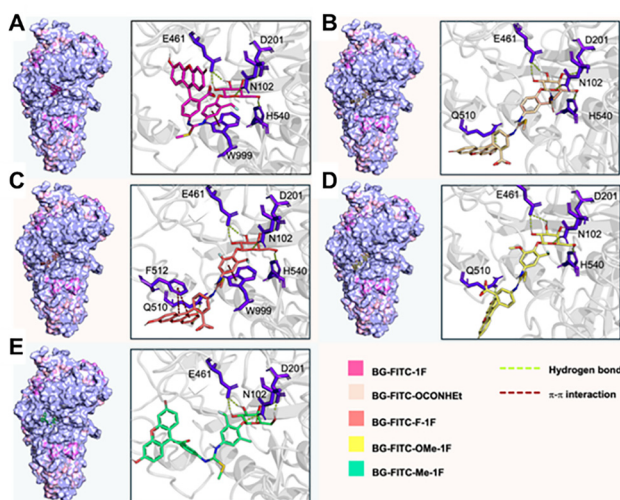 A
E461
D201
N102
H540
W999
B
E461
D201
N102
Q510
H540
C
E461
D201
N102
F512
H540
Q510
W999
D
E461
D201
N102
Q510
H540
E
E461
D201
N102
BG-FITC-1F
BG-FITC-OCONHEt
BG-FITC-F-1F
BG-FITC-OMe-1F
BG-FITC-Me-1F
Hydrogen bond
π-π interaction